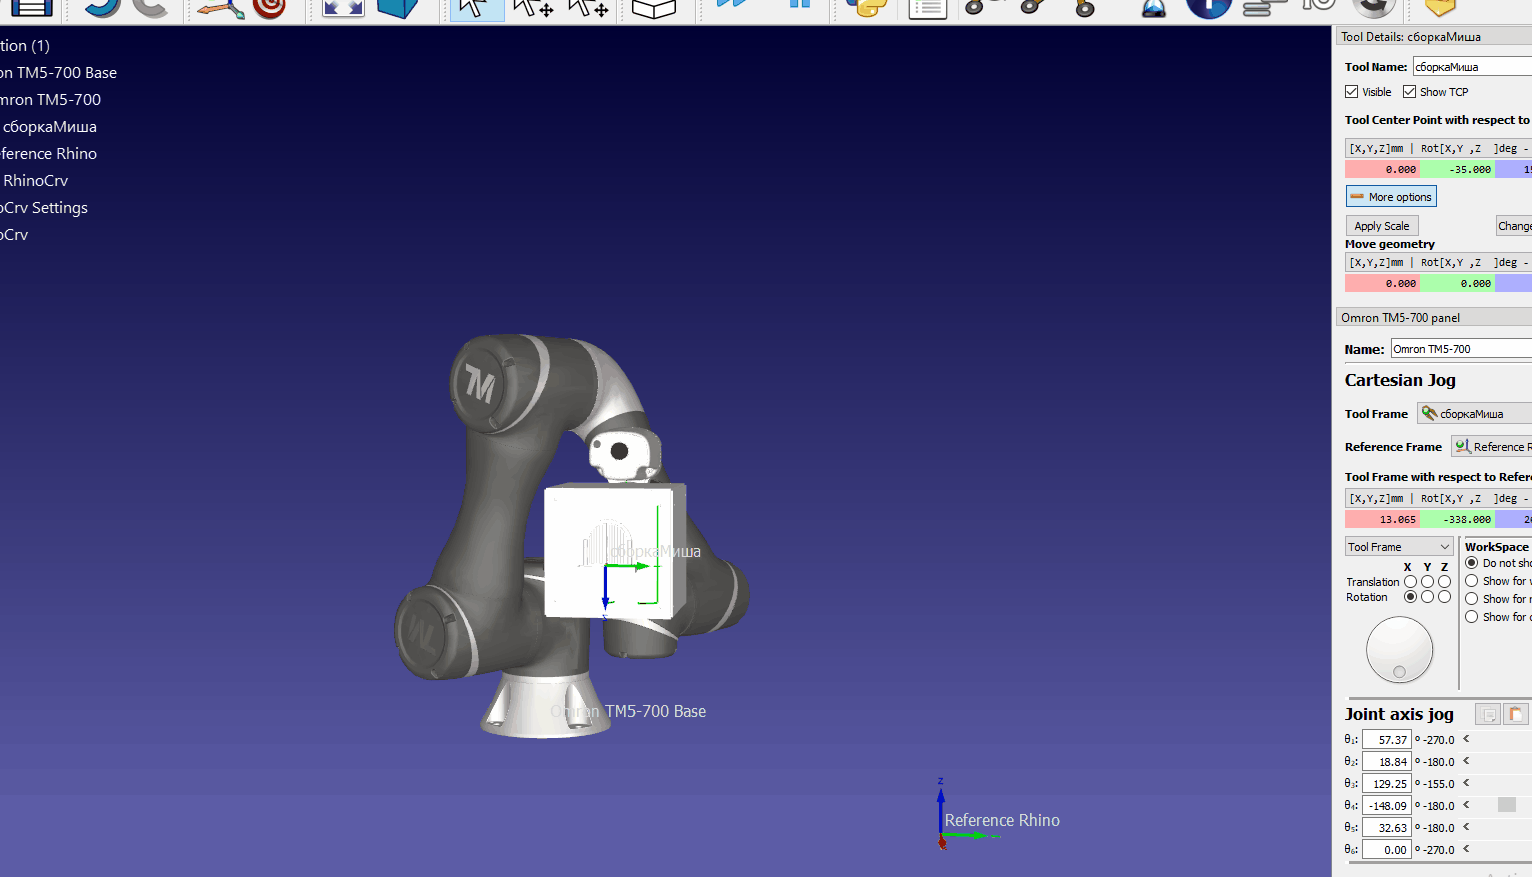 tion (1)
on TM5-700 Base
mron TM5-700
сборкаМиша
ference Rhino
RhinoCrv
oCrv Settings
oCrv
TM
TM
сборкаМиша
Z
Omron TM5-700 Base
Z
Reference Rhino
Tool Details: сборкаМиша
Tool Name: сборкаМиша
Visible Show TCP
Tool Center Point with respect to
[X,Y,Z]mm | Rot[X,Y ,Z ]deg -
0.000 -35.000
More options
Apply Scale Change
Move geometry
[X,Y,Z]mm | Rot[X,Y ,Z ]deg -
0.000 0.000
Omron TM5-700 panel
Name: Omron TM5-700
Cartesian Jog
Tool Frame сборкаМиша
Reference Frame Reference R
Tool Frame with respect to Refere
[X,Y,Z]mm | Rot[X,Y ,Z ]deg -
13.065 -338.000
Tool Frame WorkSpace
X Y Z Do not sho
Translation Show for
Rotation Show for
Show for
Joint axis jog
θ₁: 57.37 º -270.0 <
θ₂: 18.84 º -180.0 <
θ₃: 129.25 º -155.0 <
θ₄: -148.09 º -180.0 <
θ₅: 32.63 º -180.0 <
θ₆: 0.00 º -270.0 <